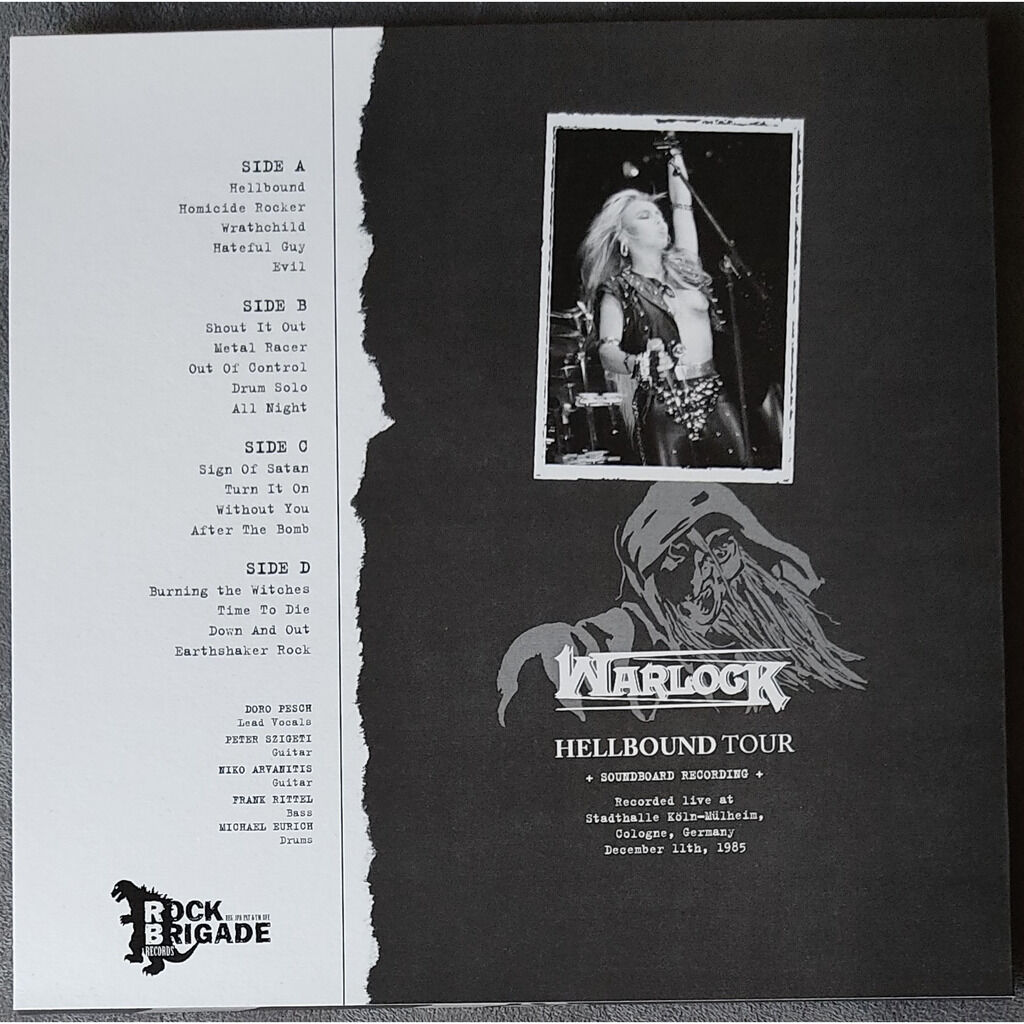 SIDE A
Hellbound
Homicide Rocker
Wrathchild
Hateful Guy
Evil
SIDE B
Shout It Out
Metal Racer
Out Of Control
Drum Solo
All Night
SIDE C
Sign Of Satan
Turn It On
Without You
After The Bomb
SIDE D
Burning the Witches
Time To Die
Down And Out
Earthshaker Rock
DORO PESCH
Lead Vocals
PETER SZIGETI
Guitar
NIKO ARVANITIS
Guitar
FRANK RITTEL
Bass
MICHAEL EURICH
Drums
ROCK
BRIGADE
RECORDS
WARLOCK
HELLBOUND TOUR
+ SOUNDBOARD RECORDING +
Recorded live at
Stadthalle Köln-Mülheim,
Cologne, Germany
December 11th, 1985